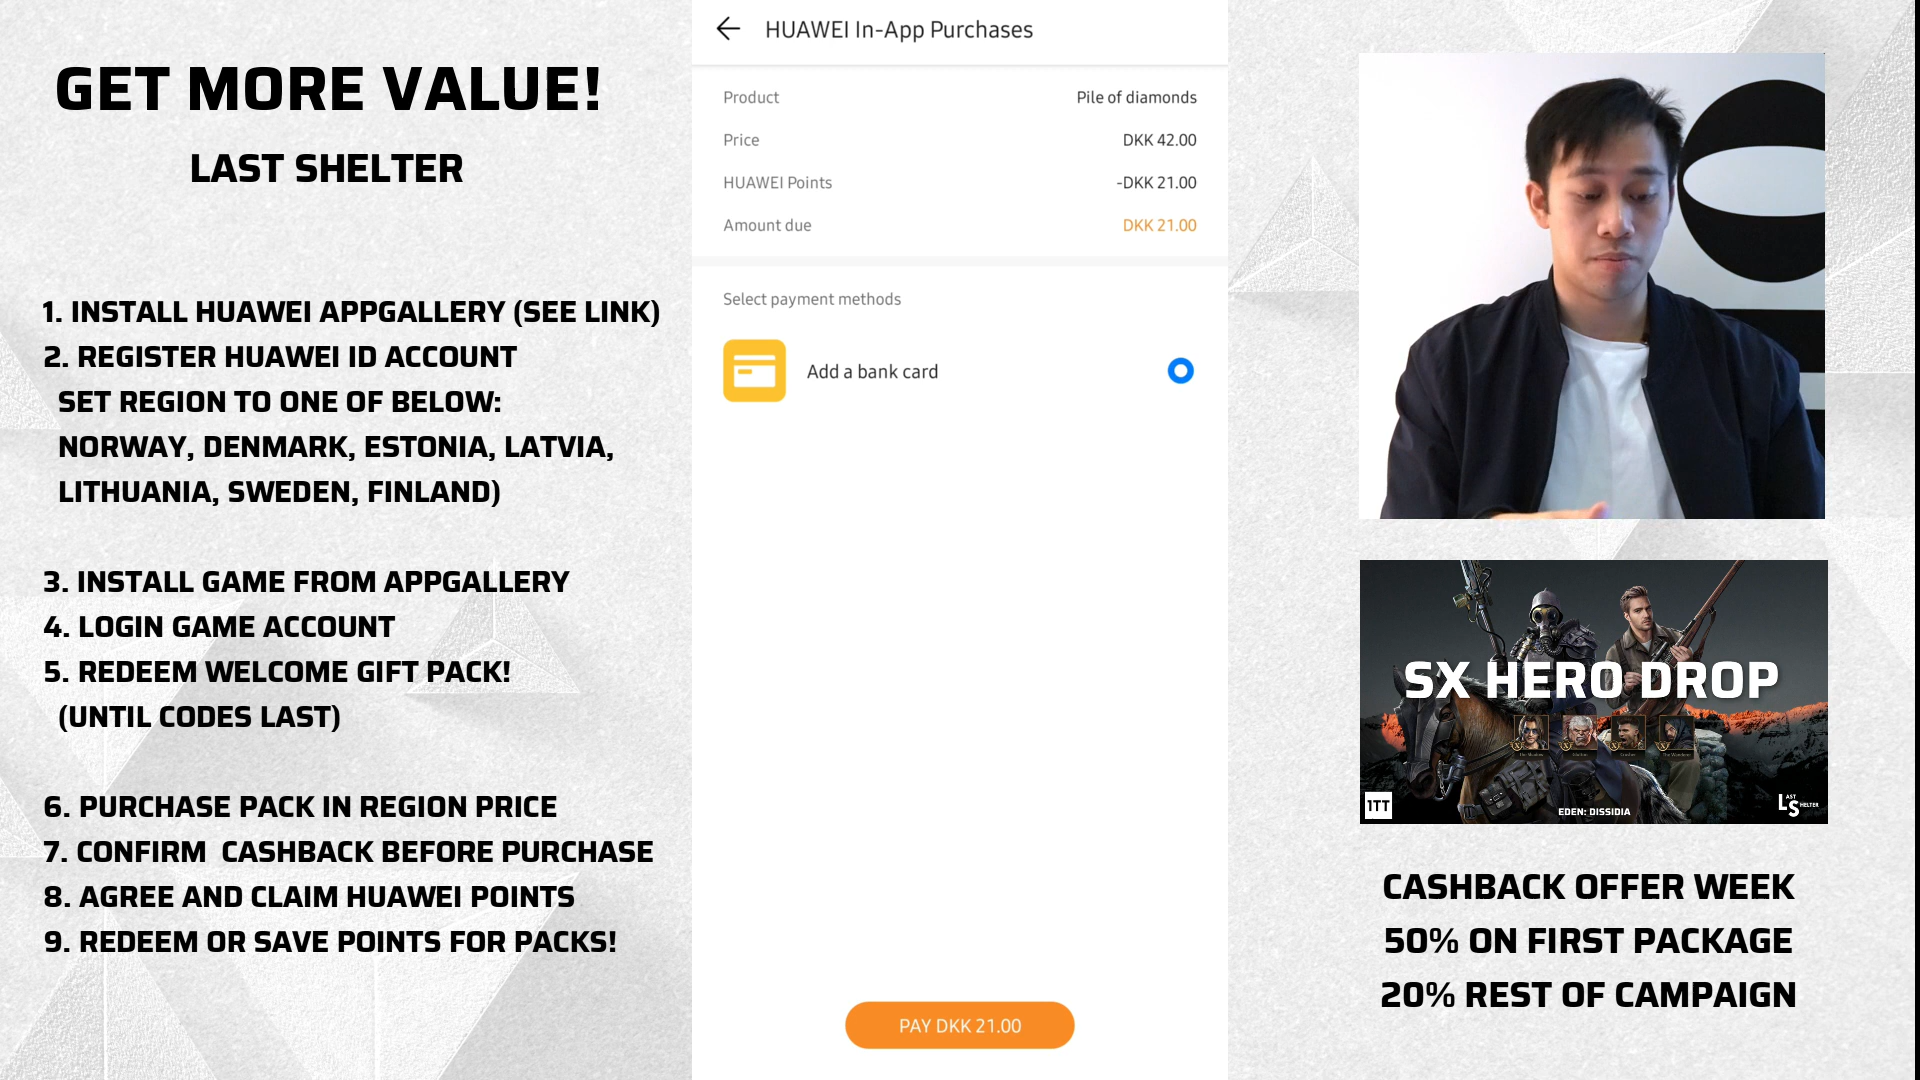 GET MORE VALUE!
LAST SHELTER
1. INSTALL HUAWEI APPGALLERY (SEE LINK)
2. REGISTER HUAWEI ID ACCOUNT
SET REGION TO ONE OF BELOW:
NORWAY, DENMARK, ESTONIA, LATVIA,
LITHUANIA, SWEDEN, FINLAND)
3. INSTALL GAME FROM APPGALLERY
4. LOGIN GAME ACCOUNT
5. REDEEM WELCOME GIFT PACK!
(UNTIL CODES LAST)
6. PURCHASE PACK IN REGION PRICE
7. CONFIRM CASHBACK BEFORE PURCHASE
8. AGREE AND CLAIM HUAWEI POINTS
9. REDEEM OR SAVE POINTS FOR PACKS!
HUAWEI In-App Purchases
Product Pile of diamonds
Price DKK 42.00
HUAWEI Points -DKK 21.00
Amount due DKK 21.00
Select payment methods
Add a bank card
PAY DKK 21.00
SX HERO DROP
1TT
EDEN: DISSIDIA
LAST SHELTER
CASHBACK OFFER WEEK
50% ON FIRST PACKAGE
20% REST OF CAMPAIGN